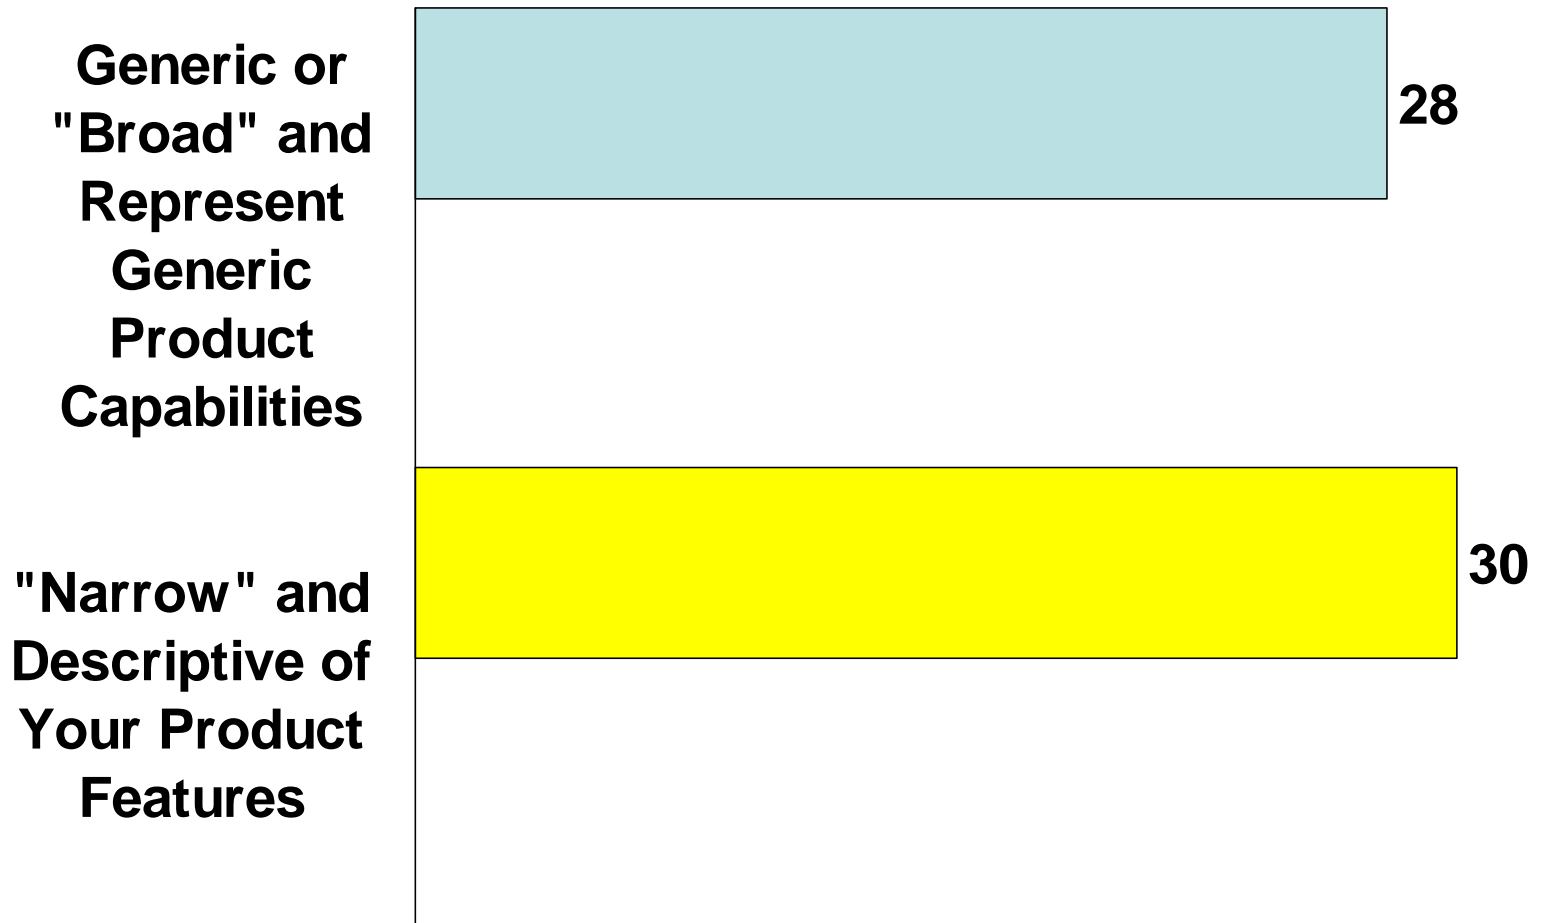 Generic or
"Broad" and
Represent
Generic
Product
Capabilities
28
"Narrow" and
Descriptive of
Your Product
Features
30